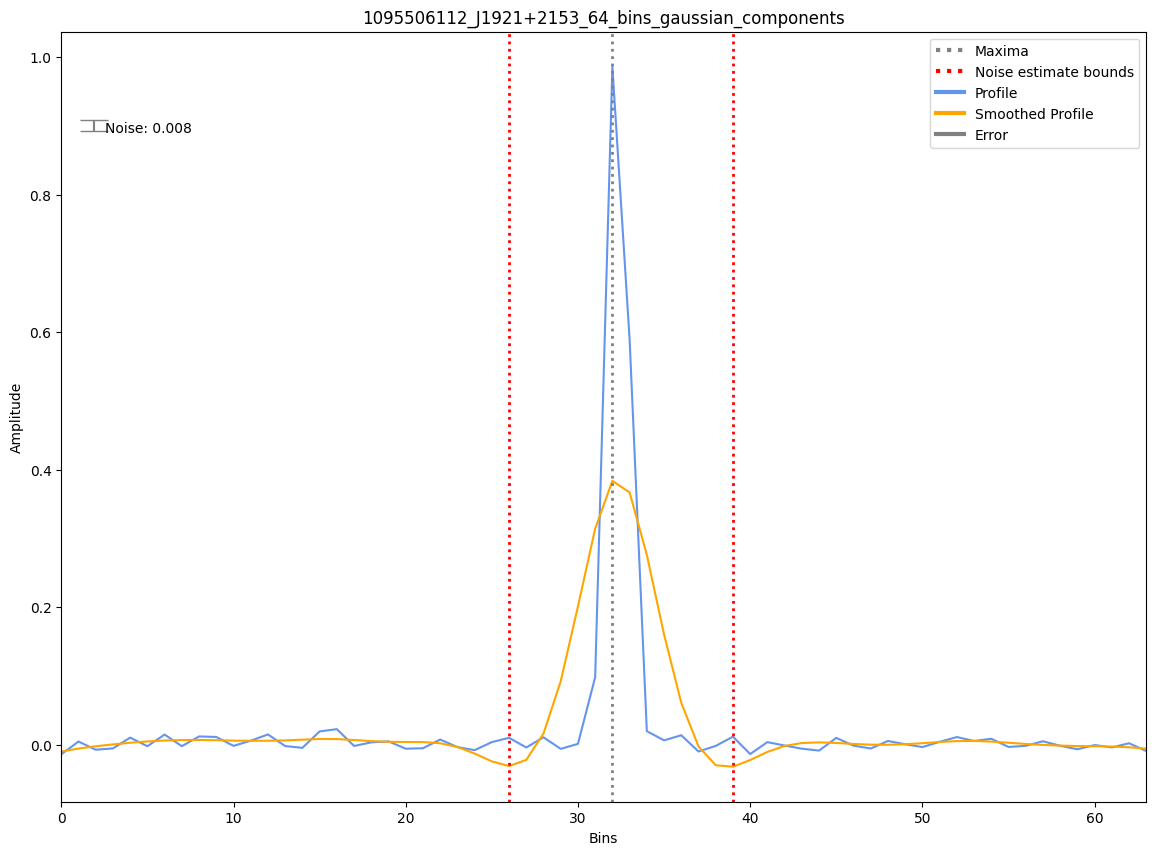 1095506112_J1921+2153_64_bins_gaussian_components
1.0
0.8
0.6
0.4
0.2
0.0
Amplitude
Noise: 0.008
Maxima
Noise estimate bounds
Profile
Smoothed Profile
Error
0 10 20 30 40 50 60
Bins